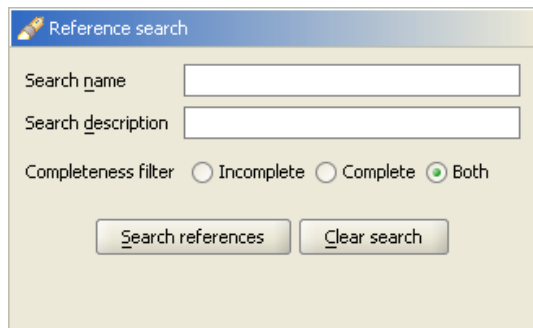 Reference search
Search name
Search description
Completeness filter Incomplete Complete Both
Search references Clear search